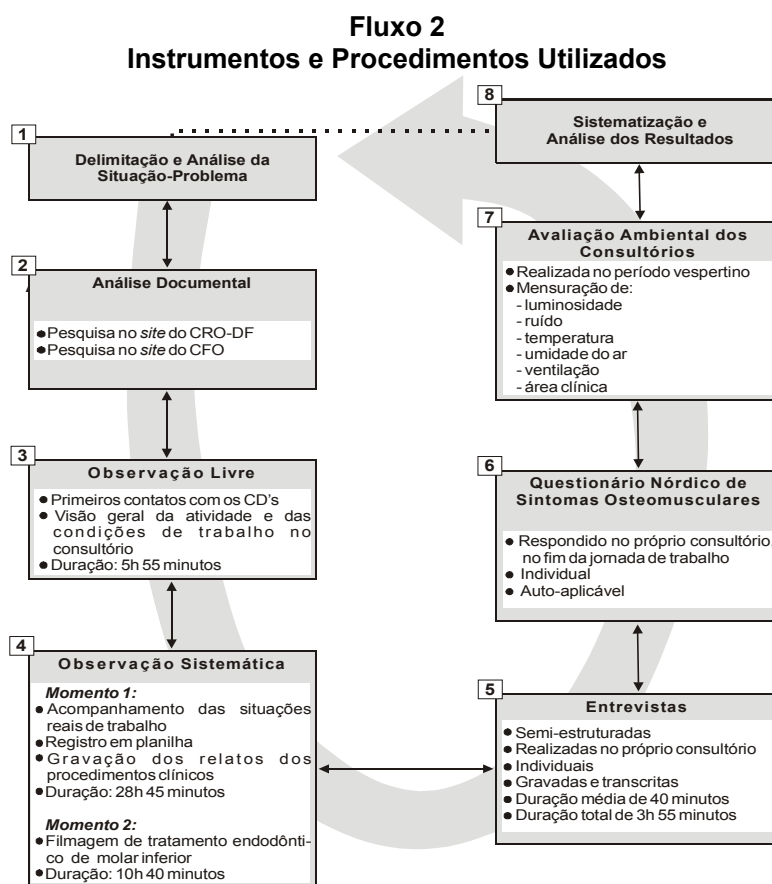 Fluxo 2
Instrumentos e Procedimentos Utilizados
1
Delimitação e Análise da
Situação-Problema
2
Análise Documental
● Pesquisa no site do CRO-DF
● Pesquisa no site do CFO
3
Observação Livre
● Primeiros contatos com os CD's
● Visão geral da atividade e das
condições de trabalho no
consultório
● Duração: 5h 55 minutos
4
Observação Sistemática
Momento 1:
● Acompanhamento das situações
reais de trabalho
● Registro em planilha
● Gravação dos relatos dos
procedimentos clínicos
● Duração: 28h 45 minutos
Momento 2:
● Filmagem de tratamento endodônti-
co de molar inferior
● Duração: 10h 40 minutos
5
Entrevistas
● Semi-estruturadas
● Realizadas no próprio consultório
● Individuais
● Gravadas e transcritas
● Duração média de 40 minutos
● Duração total de 3h 55 minutos
6
Questionário Nórdico de
Sintomas Osteomusculares
● Respondido no próprio consultório,
no fim da jornada de trabalho
● Individual
● Auto-aplicável
7
Avaliação Ambiental dos
Consultórios
● Realizada no período vespertino
● Mensuração de:
- luminosidade
- ruído
- temperatura
- umidade do ar
- ventilação
- área clínica
8
Sistematização e
Análise dos Resultados